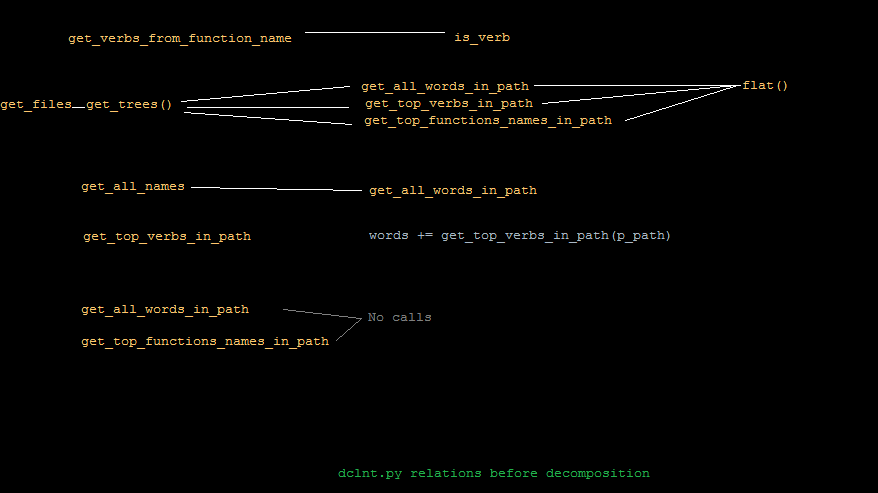 get_verbs_from_function_name is_verb
get_all_words_in_path flat()
get_files get_trees() get_top_verbs_in_path
get_top_functions_names_in_path
get_all_names get_all_words_in_path
get_top_verbs_in_path words += get_top_verbs_in_path(p_path)
get_all_words_in_path
No calls
get_top_functions_names_in_path
dclnt.py relations before decomposition